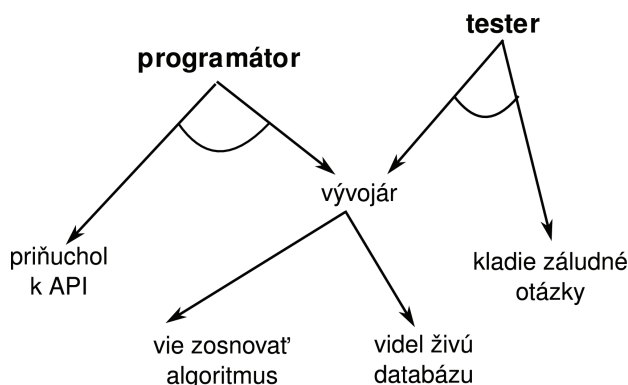 tester
programátor
vývojár
priňuchol
k API
kladie záludné
otázky
vie zosnovať
algoritmus
videl živú
databázu